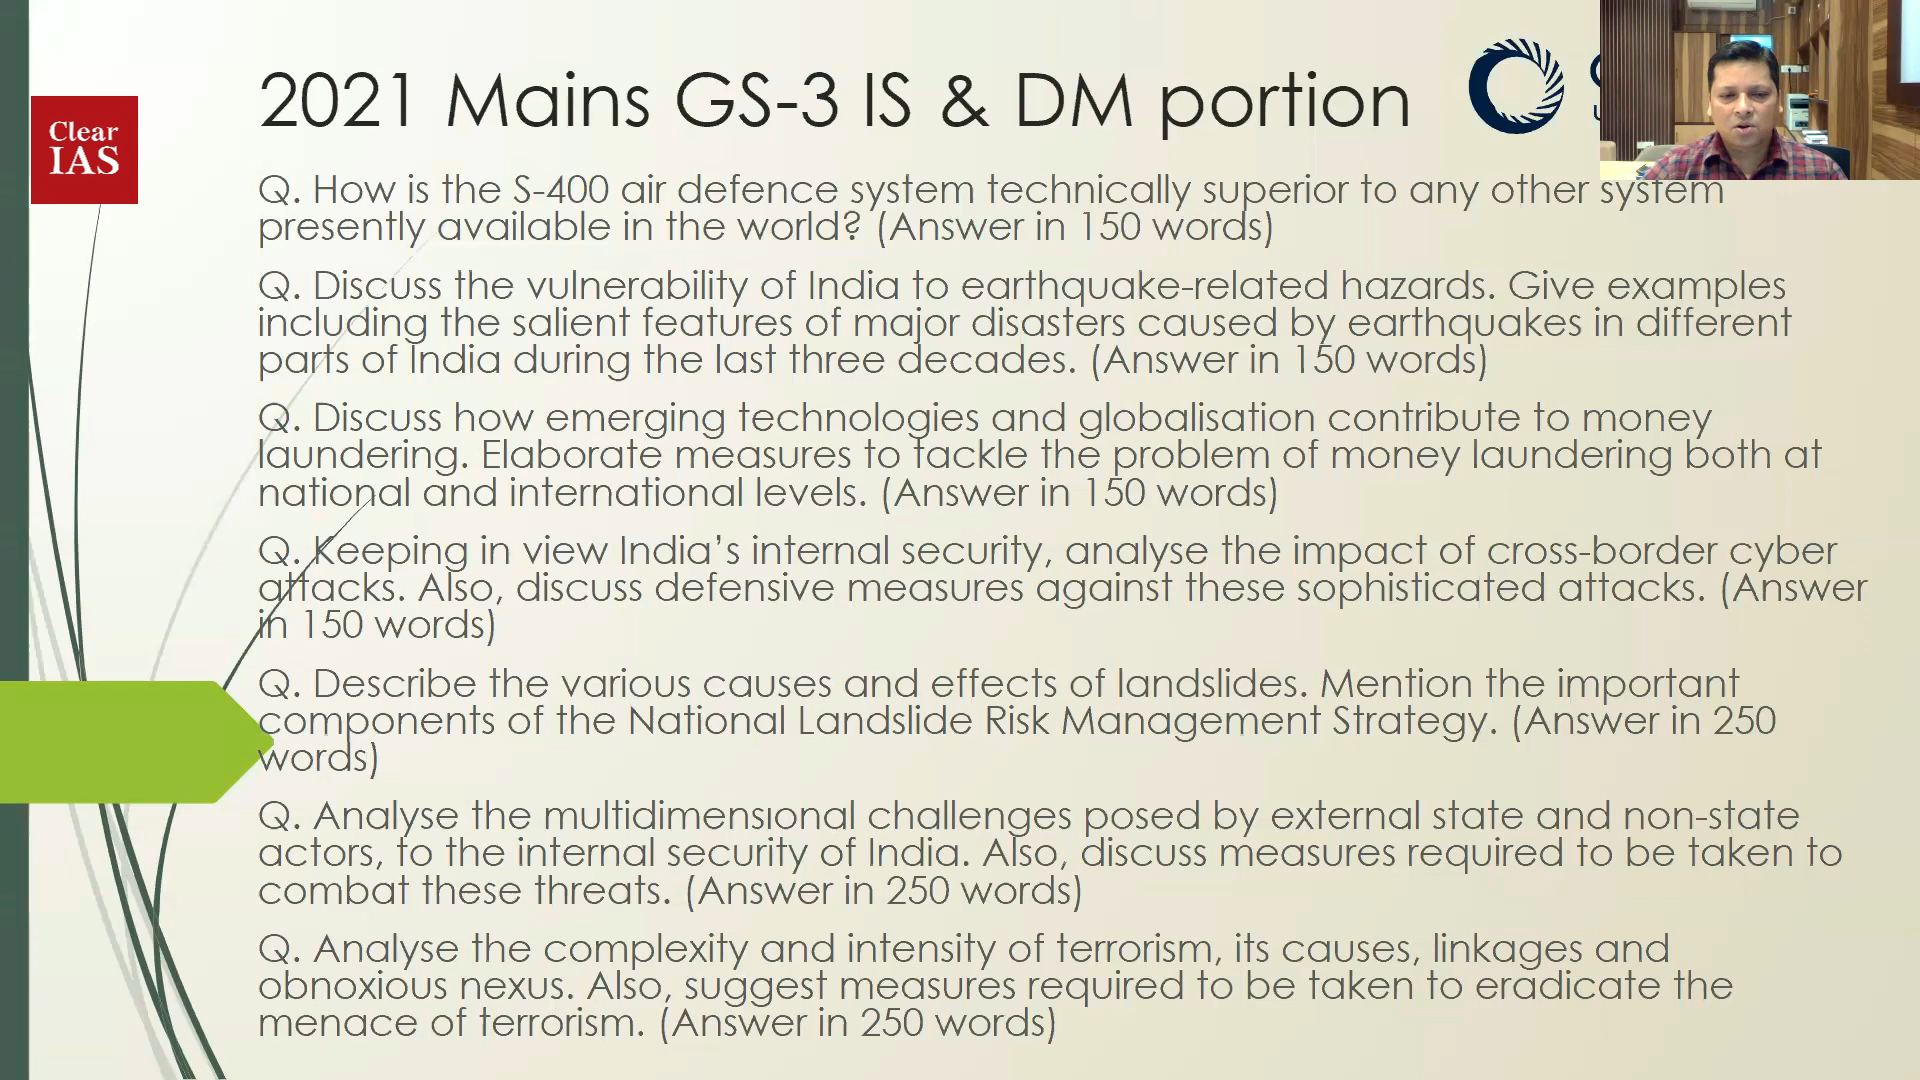 2021 Mains GS-3 IS & DM portion
Clear
IAS
Q. How is the S-400 air defence system technically superior to any other system
presently available in the world? (Answer in 150 words)
Q. Discuss the vulnerability of India to earthquake-related hazards. Give examples
including the salient features of major disasters caused by earthquakes in different
parts of India during the last three decades. (Answer in 150 words)
Q. Discuss how emerging technologies and globalisation contribute to money
laundering. Elaborate measures to tackle the problem of money laundering both at
national and international levels. (Answer in 150 words)
Q. Keeping in view India’s internal security, analyse the impact of cross-border cyber
attacks. Also, discuss defensive measures against these sophisticated attacks. (Answer
in 150 words)
Q. Describe the various causes and effects of landslides. Mention the important
components of the National Landslide Risk Management Strategy. (Answer in 250
words)
Q. Analyse the multidimensional challenges posed by external state and non-state
actors, to the internal security of India. Also, discuss measures required to be taken to
combat these threats. (Answer in 250 words)
Q. Analyse the complexity and intensity of terrorism, its causes, linkages and
obnoxious nexus. Also, suggest measures required to be taken to eradicate the
menace of terrorism. (Answer in 250 words)